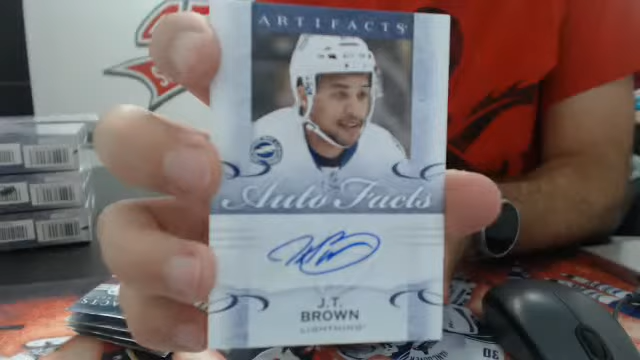 ARTIFACTS
Auto Facts
J.T.
BROWN
LIGHTNING